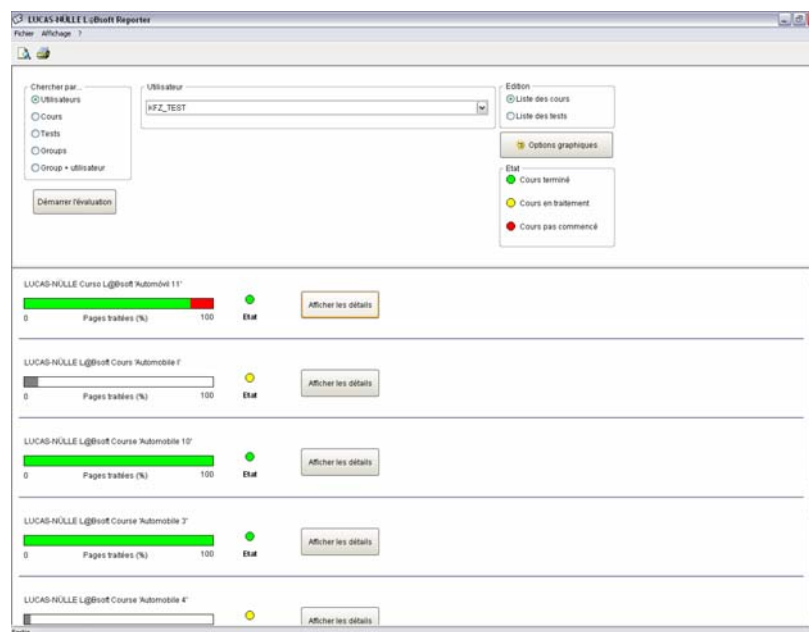 LUCAS-NÜLLE L@Bsoft Reporter
Fichier Affichage ?
Chercher par...
Utilisateurs
Cours
Tests
Groups
Group + utilisateur
Démarrer l'évaluation
Utilisateur
KFZ_TEST
Edition
Liste des cours
Liste des tests
Options graphiques
Etat
Cours terminé
Cours en traitement
Cours pas commencé
LUCAS-NÜLLE Curso L@Bsoft 'Automóvil 11'
0 Pages traitées (%) 100 Etat
Afficher les détails
LUCAS-NÜLLE L@Bsoft Cours 'Automobile I'
0 Pages traitées (%) 100 Etat
Afficher les détails
LUCAS-NÜLLE L@Bsoft Course 'Automobile 10'
0 Pages traitées (%) 100 Etat
Afficher les détails
LUCAS-NÜLLE L@Bsoft Course 'Automobile 3'
0 Pages traitées (%) 100 Etat
Afficher les détails
LUCAS-NÜLLE L@Bsoft Course 'Automobile 4'
Afficher les détails